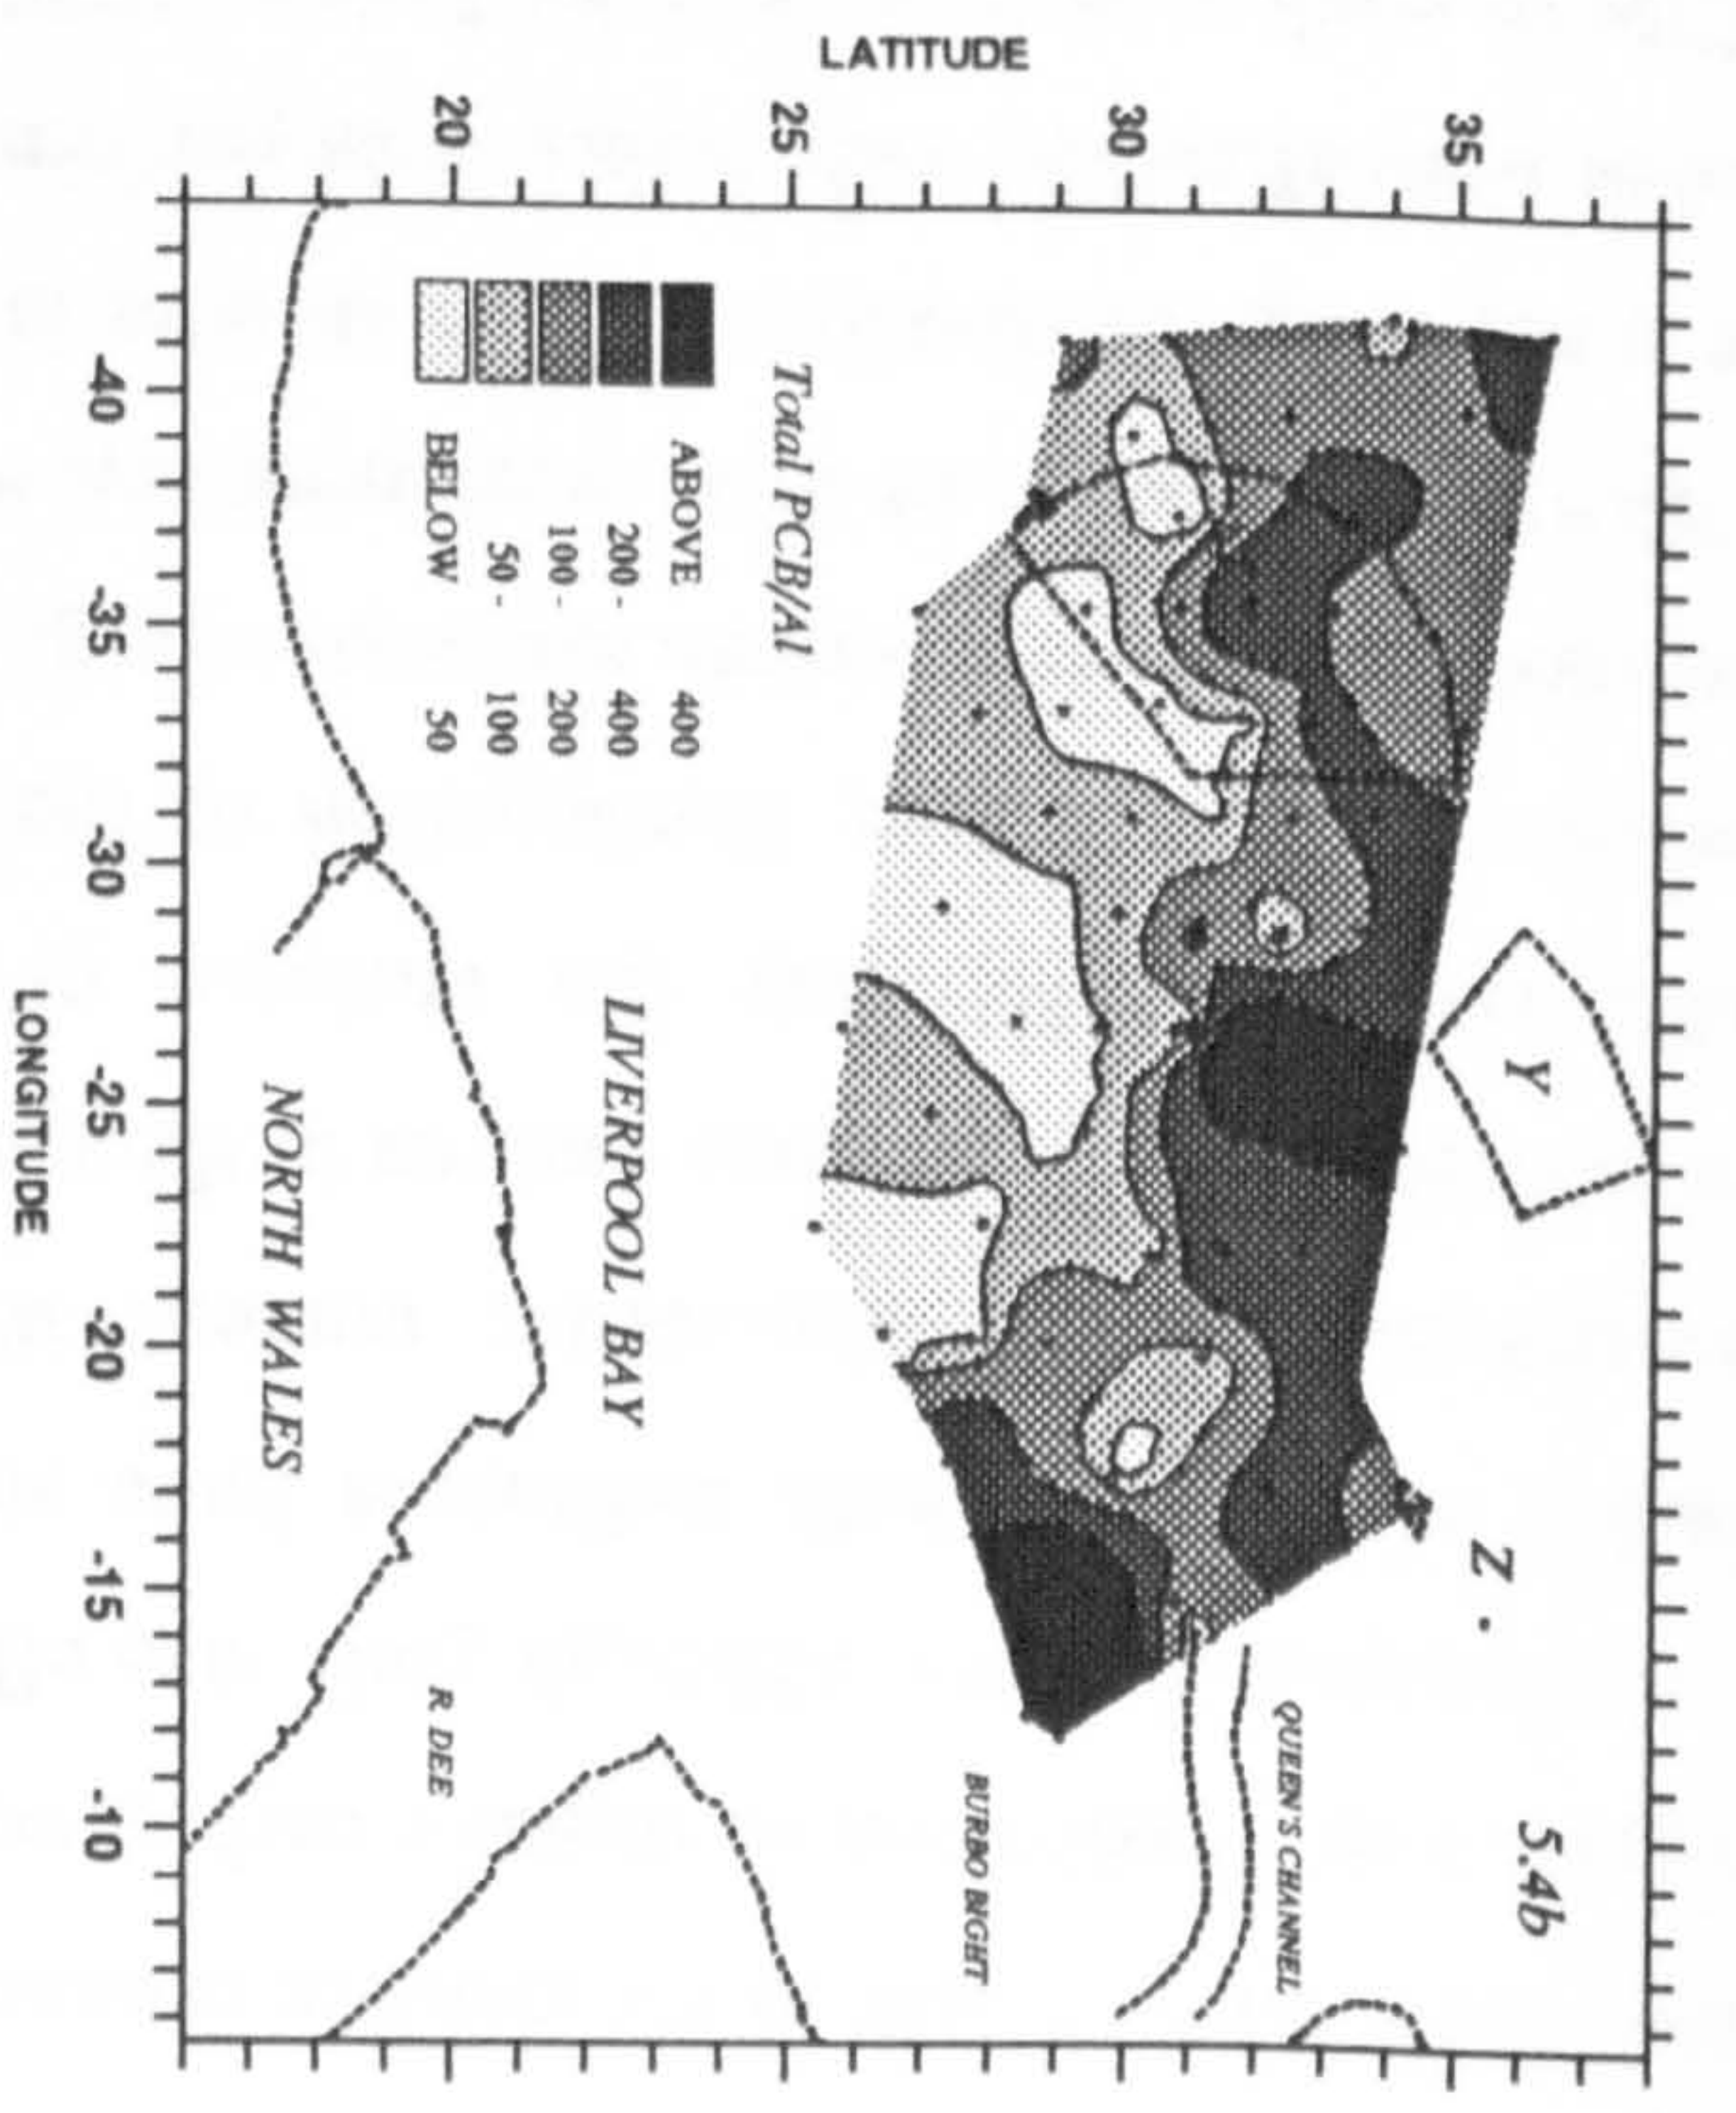 5.4b
35
30
25
20
LATITUDE
Y
Z
QUEEN'S CHANNEL
BURBO BIGHT
Total PCB/Al
ABOVE 400
200 - 400
100 - 200
50 - 100
BELOW 50
LIVERPOOL BAY
R DEE
NORTH WALES
-40 -35 -30 -25 -20 -15 -10
LONGITUDE